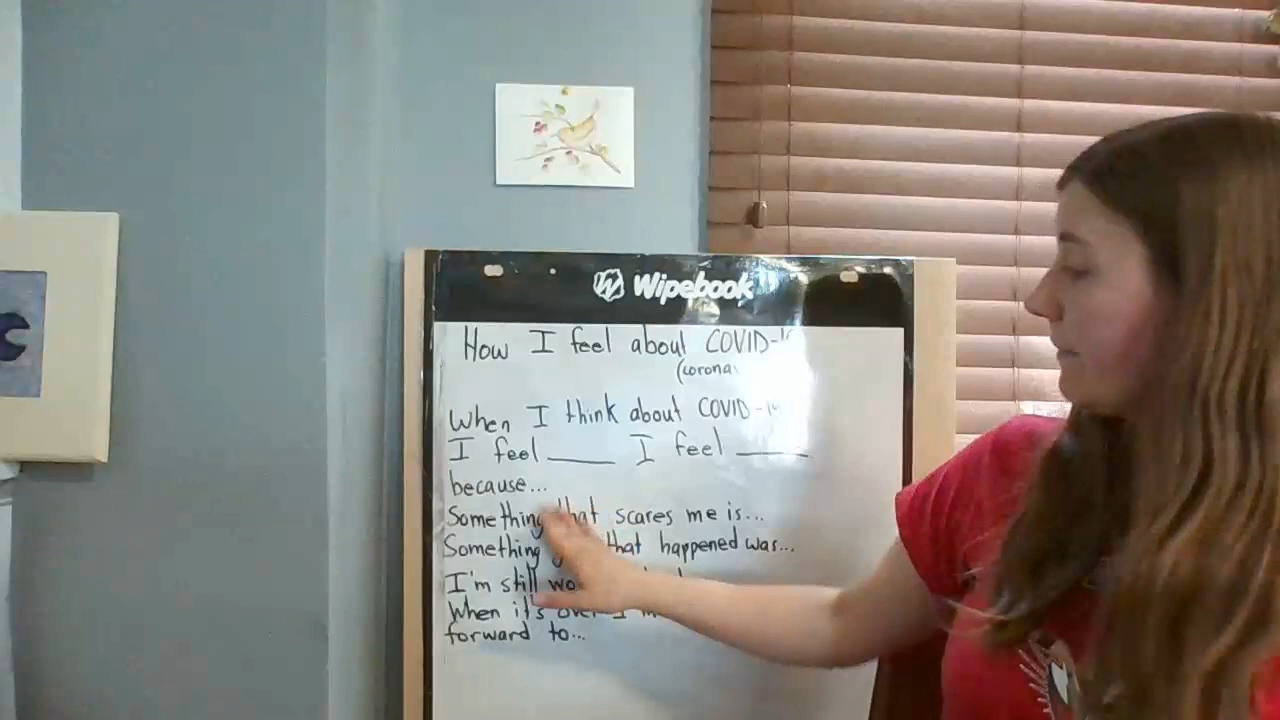 Wipebook
How I feel about COVID-
(corona
When I think about COVID-19
I feel ____ I feel ____
because...
Something that scares me is...
Something that happened was...
I'm still
When it's over I
forward to...